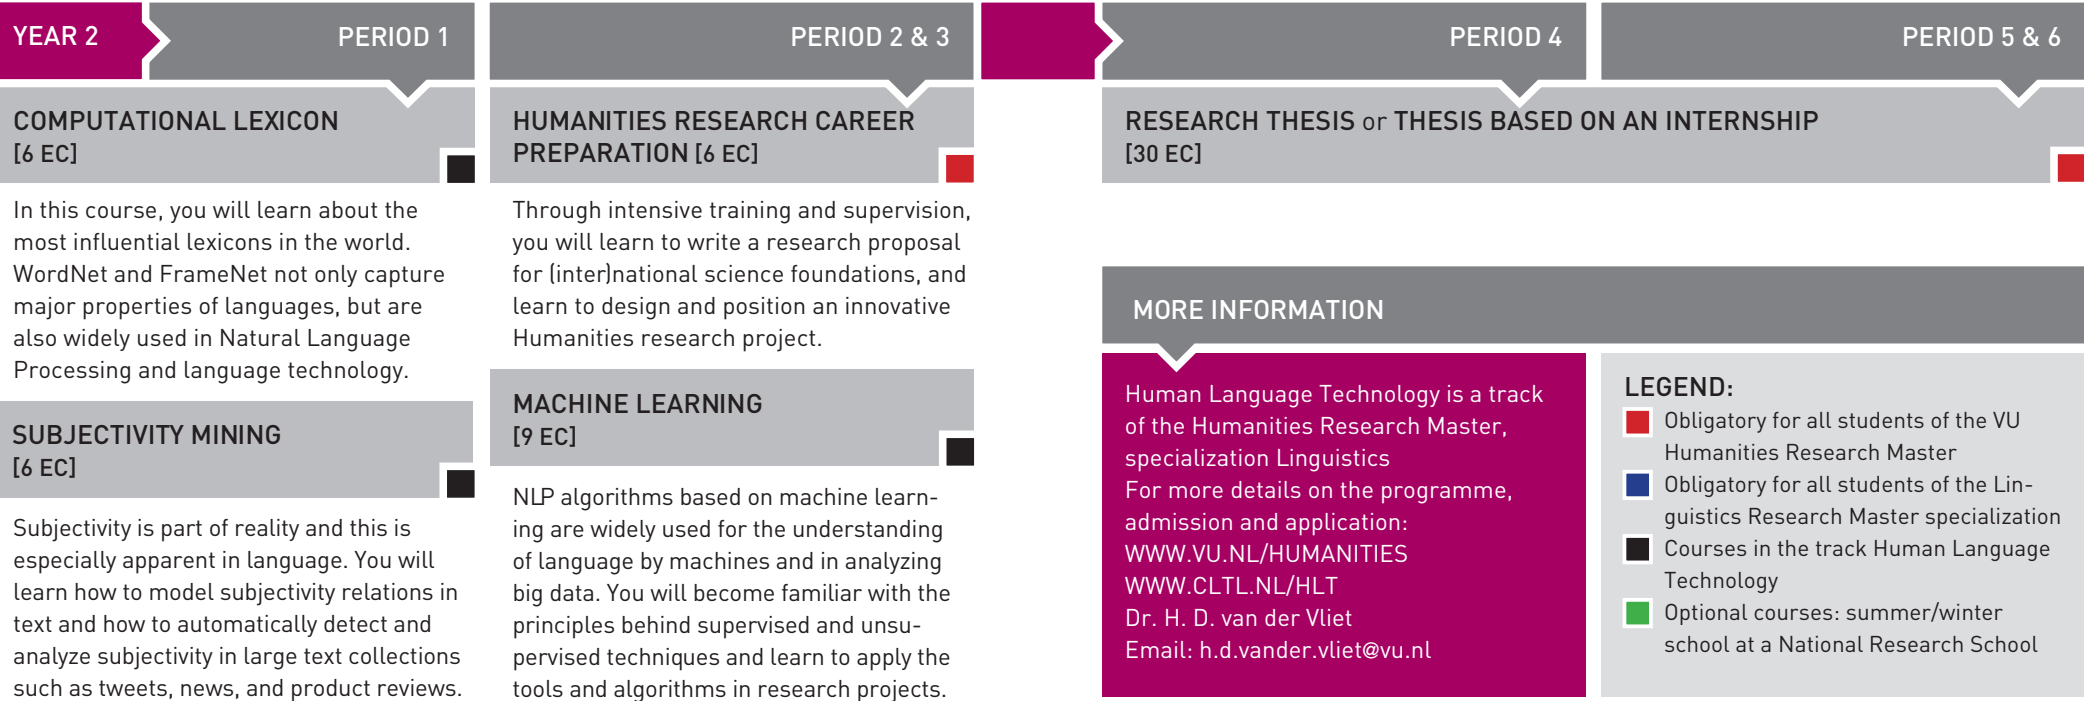 YEAR 2
PERIOD 1
COMPUTATIONAL LEXICON
[6 EC]
In this course, you will learn about the
most influential lexicons in the world.
WordNet and FrameNet not only capture
major properties of languages, but are
also widely used in Natural Language
Processing and language technology.
SUBJECTIVITY MINING
[6 EC]
Subjectivity is part of reality and this is
especially apparent in language. You will
learn how to model subjectivity relations in
text and how to automatically detect and
analyze subjectivity in large text collections
such as tweets, news, and product reviews.
PERIOD 2 & 3
HUMANITIES RESEARCH CAREER
PREPARATION [6 EC]
Through intensive training and supervision,
you will learn to write a research proposal
for (inter)national science foundations, and
learn to design and position an innovative
Humanities research project.
MACHINE LEARNING
[9 EC]
NLP algorithms based on machine learn-
ing are widely used for the understanding
of language by machines and in analyzing
big data. You will become familiar with the
principles behind supervised and unsu-
pervised techniques and learn to apply the
tools and algorithms in research projects.
PERIOD 4
PERIOD 5 & 6
RESEARCH THESIS or THESIS BASED ON AN INTERNSHIP
[30 EC]
MORE INFORMATION
Human Language Technology is a track
of the Humanities Research Master,
specialization Linguistics
For more details on the programme,
admission and application:
WWW.VU.NL/HUMANITIES
WWW.CLTL.NL/HLT
Dr. H. D. van der Vliet
Email: h.d.vander.vliet@vu.nl
LEGEND:
Obligatory for all students of the VU
Humanities Research Master
Obligatory for all students of the Lin-
guistics Research Master specialization
Courses in the track Human Language
Technology
Optional courses: summer/winter
school at a National Research School